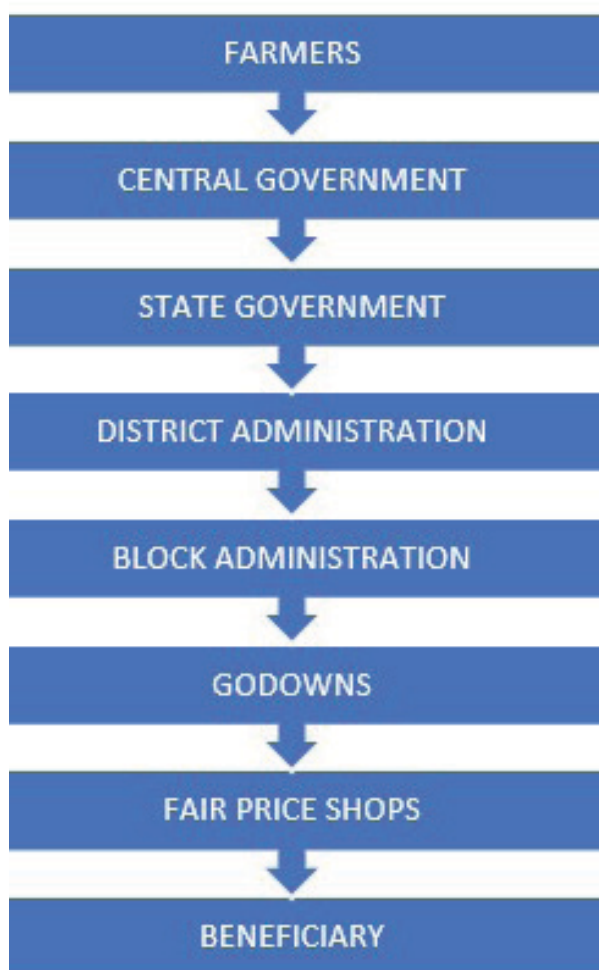 FARMERS
CENTRAL GOVERNMENT
STATE GOVERNMENT
DISTRICT ADMINISTRATION
BLOCK ADMINISTRATION
GODOWNS
FAIR PRICE SHOPS
BENEFICIARY